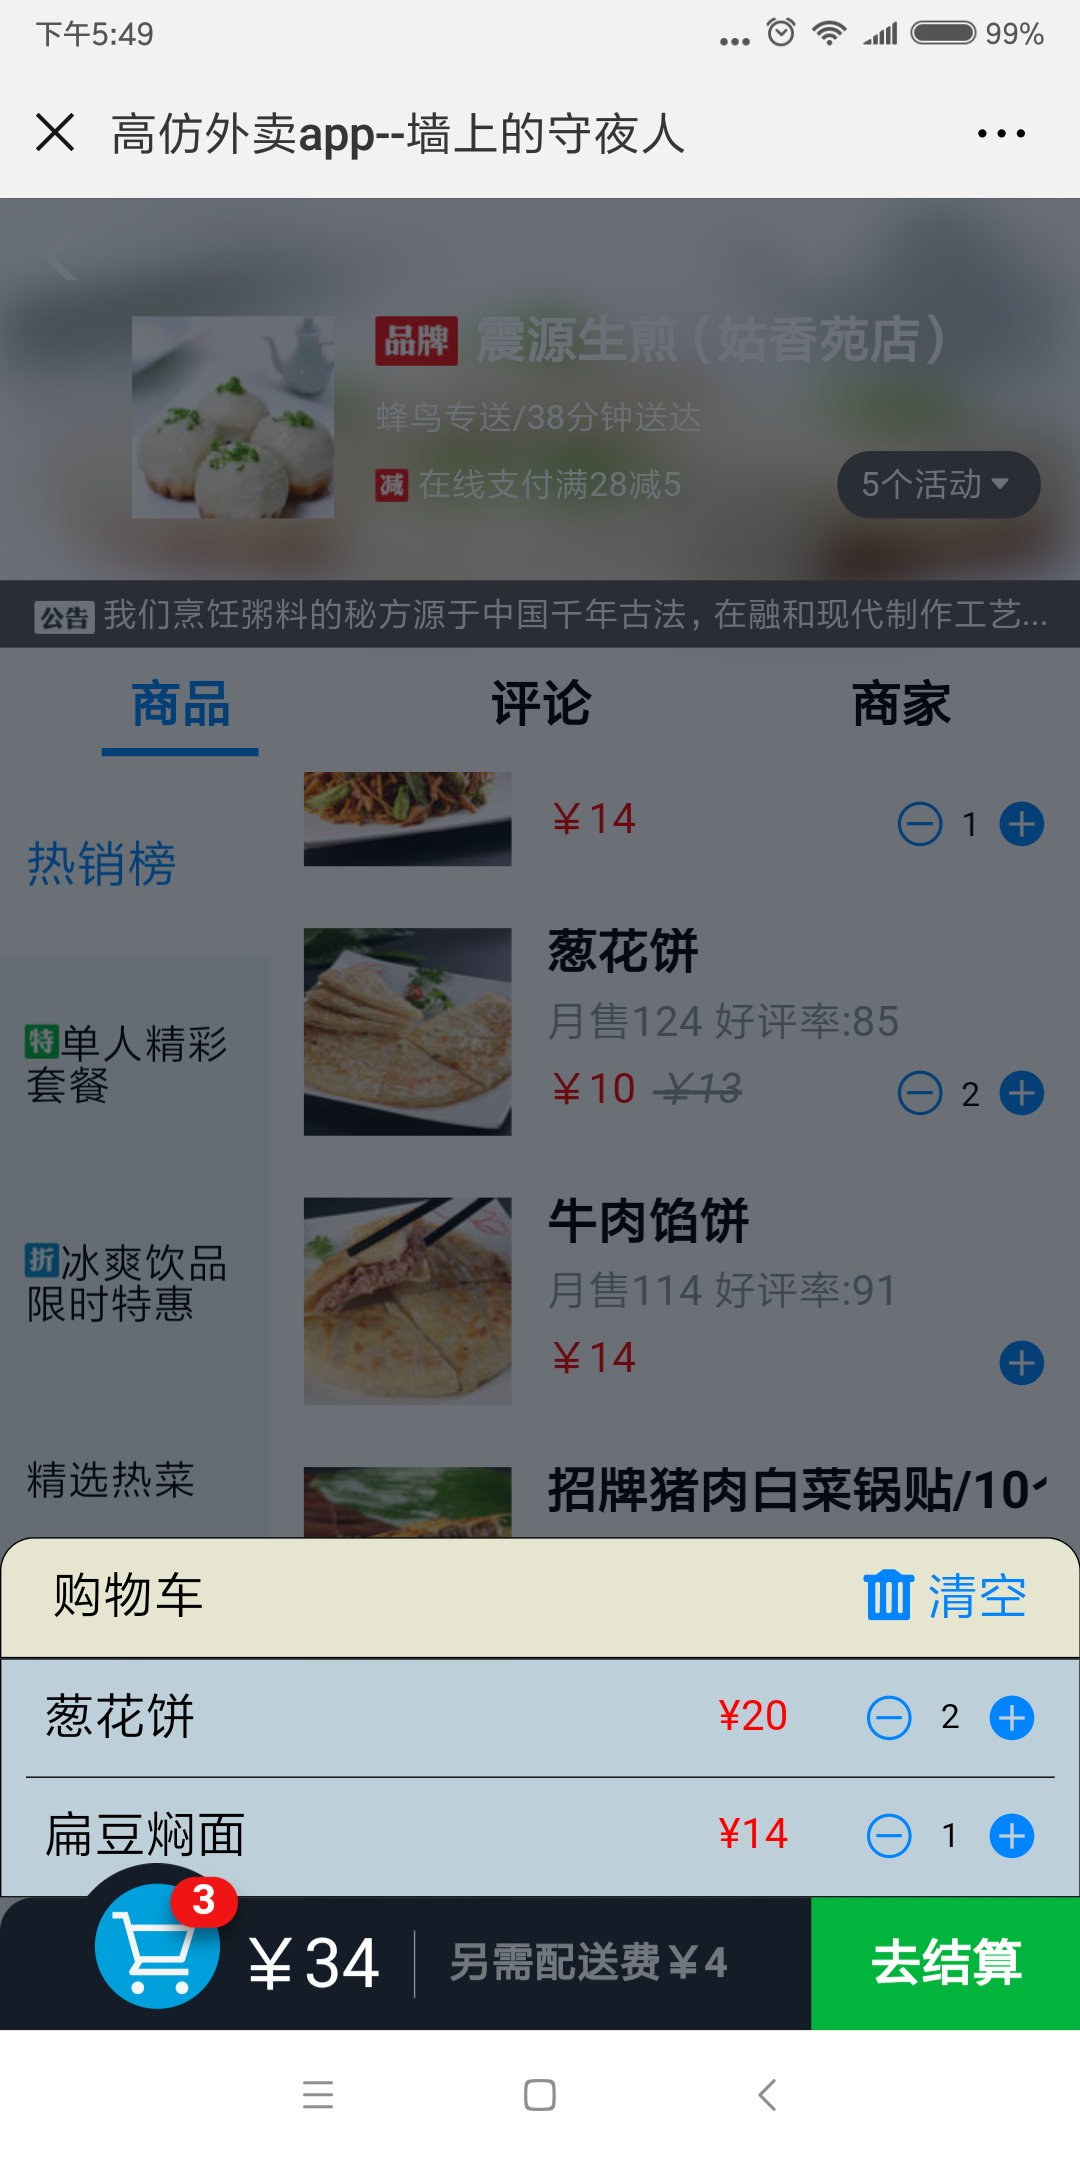 下午5:49
99%
高仿外卖app--墙上的守夜人
品牌 震源生煎（姑香苑店）
蜂鸟专送/38分钟送达
减 在线支付满28减5
5个活动
公告 我们烹饪粥料的秘方源于中国千年古法，在融和现代制作工艺...
商品 评论 商家
¥14 1
热销榜
葱花饼
月售124 好评率:85
¥10 ¥13 2
特单人精彩
套餐
牛肉馅饼
月售114 好评率:91
¥14
折冰爽饮品
限时特惠
精选热菜
招牌猪肉白菜锅贴/10
购物车 清空
葱花饼 ¥20 2
扁豆焖面 ¥14 1
3
¥34 另需配送费¥4 去结算